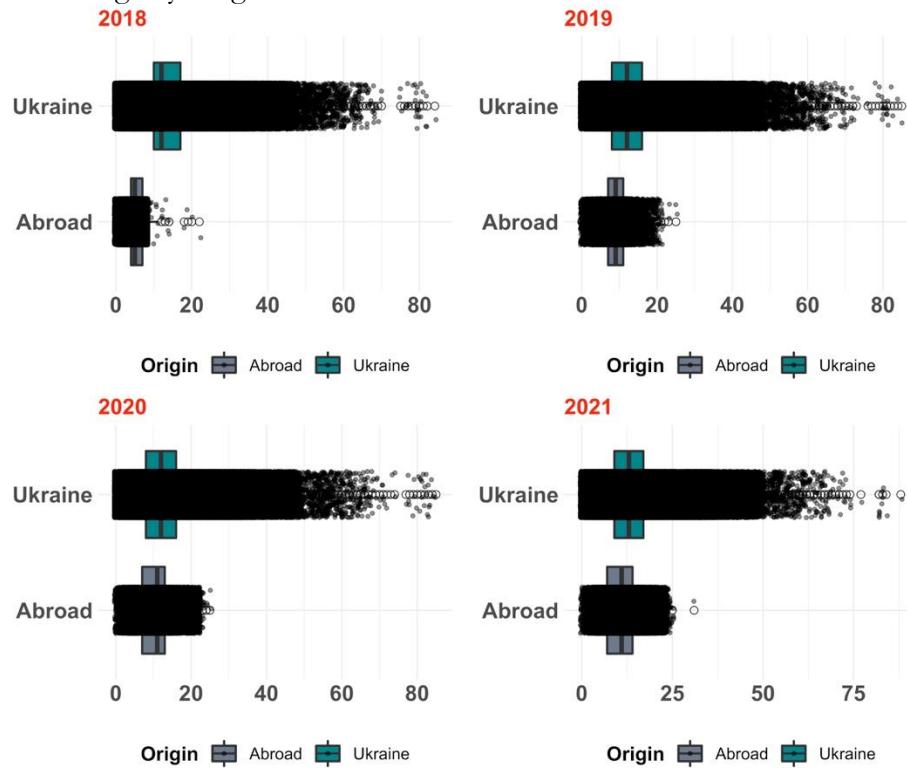 2018 2019
Ukraine Ukraine
Abroad Abroad
0 20 40 60 80 0 20 40 60 80
Origin Abroad Ukraine Origin Abroad Ukraine
2020 2021
Ukraine Ukraine
Abroad Abroad
0 20 40 60 80 0 25 50 75
Origin Abroad Ukraine Origin Abroad Ukraine